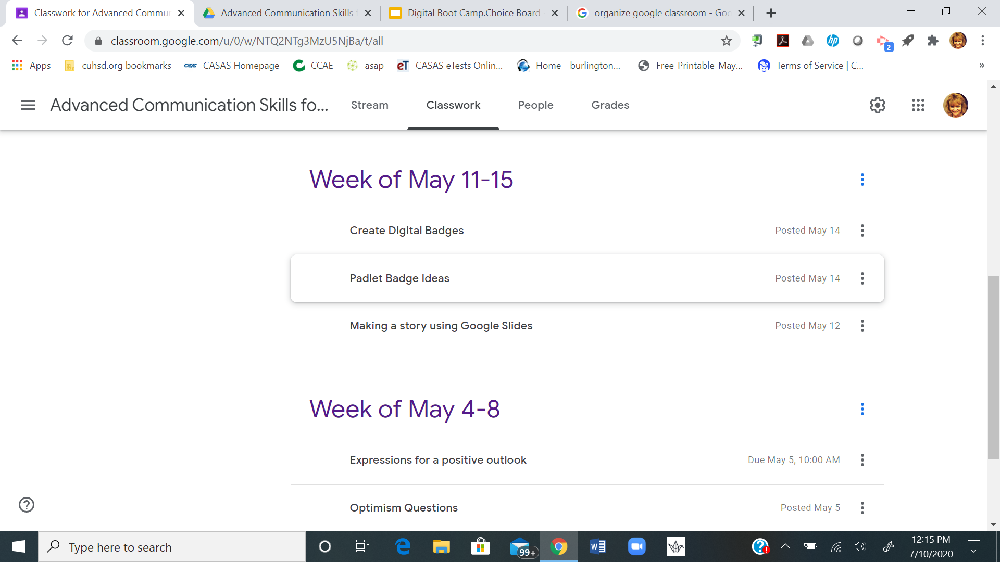 Classwork for Advanced Commu
Advanced Communication Skills f
Digital Boot Camp.Choice Board
organize google classroom - Goo
classroom.google.com/u/0/w/NTQ2NTg3MzU5NjBa/t/all
2
Apps
cuhsd.org bookmarks
CASAS Homepage
CCAE
asap
eT CASAS eTests Onlin...
Home - burlington...
Free-Printable-May...
Terms of Service | C...
»
Advanced Communication Skills fo...
Stream
Classwork
People
Grades
Week of May 11-15
Create Digital Badges
Posted May 14
Padlet Badge Ideas
Posted May 14
Making a story using Google Slides
Posted May 12
Week of May 4-8
Expressions for a positive outlook
Due May 5, 10:00 AM
Optimism Questions
Posted May 5
Type here to search
99+
12:15 PM
7/10/2020